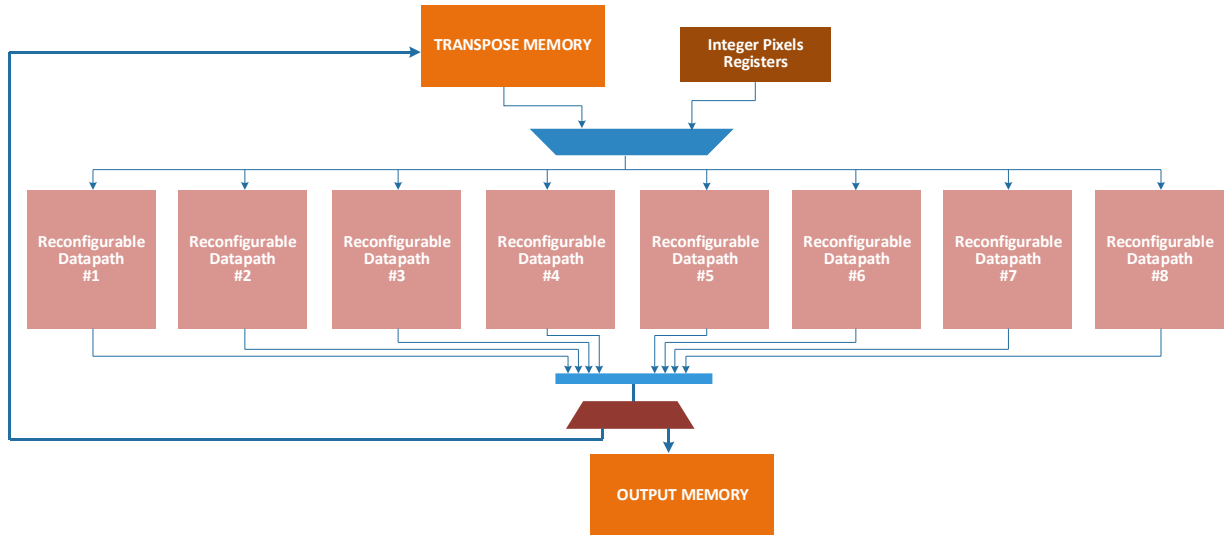 TRANSPOSE MEMORY
Integer Pixels
Registers
Reconfigurable
Datapath
#1
Reconfigurable
Datapath
#2
Reconfigurable
Datapath
#3
Reconfigurable
Datapath
#4
Reconfigurable
Datapath
#5
Reconfigurable
Datapath
#6
Reconfigurable
Datapath
#7
Reconfigurable
Datapath
#8
OUTPUT MEMORY